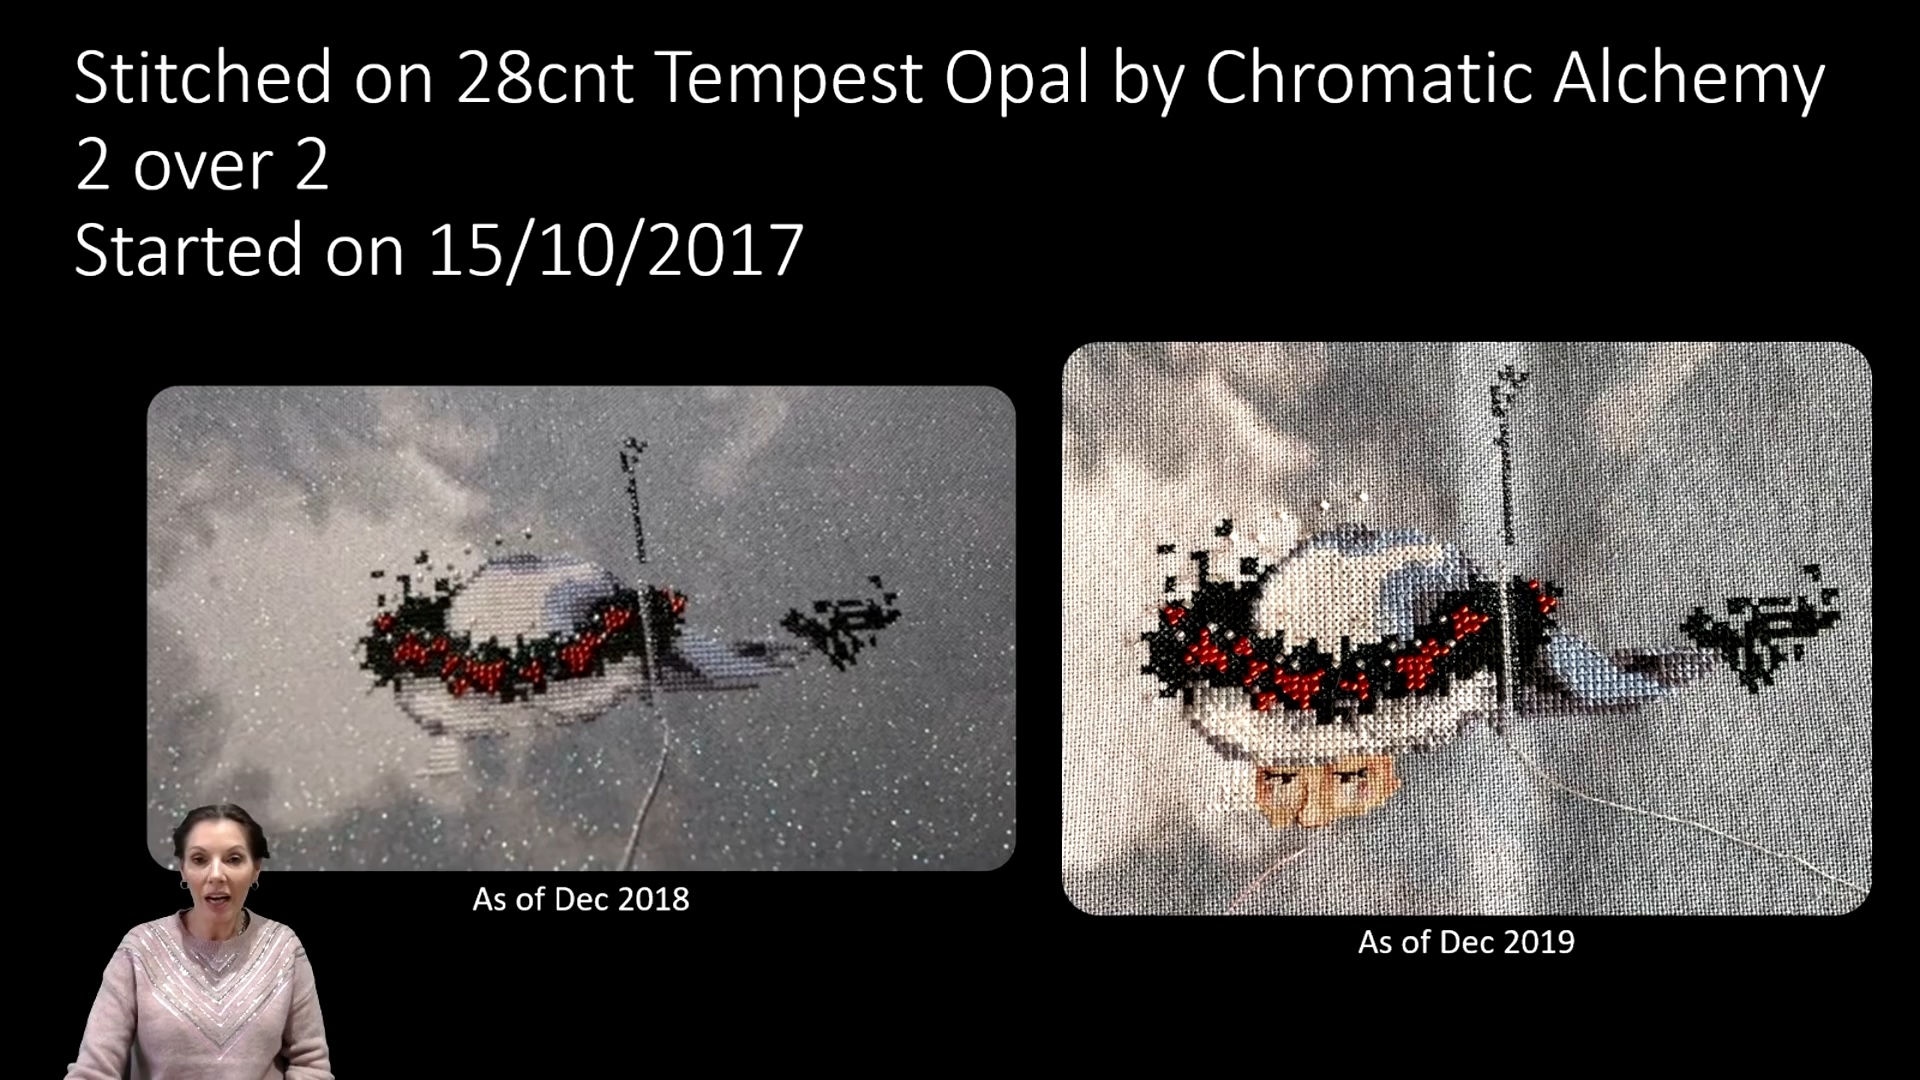 Stitched on 28cnt Tempest Opal by Chromatic Alchemy
2 over 2
Started on 15/10/2017
As of Dec 2018
As of Dec 2019